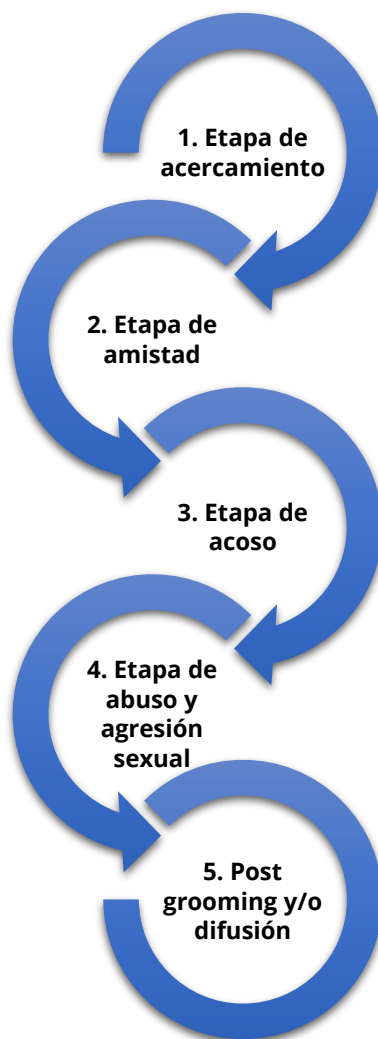 1. Etapa de
acercamiento
2. Etapa de
amistad
3. Etapa de
acoso
4. Etapa de
abuso y
agresión
sexual
5. Post
grooming y/o
difusión